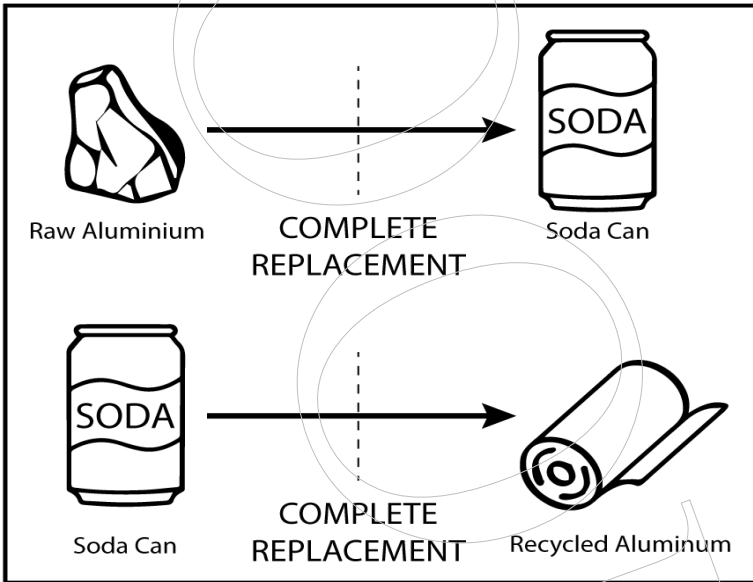 SODA
Raw Aluminium
COMPLETE
REPLACEMENT
Soda Can
SODA
Soda Can
COMPLETE
REPLACEMENT
Recycled Aluminum